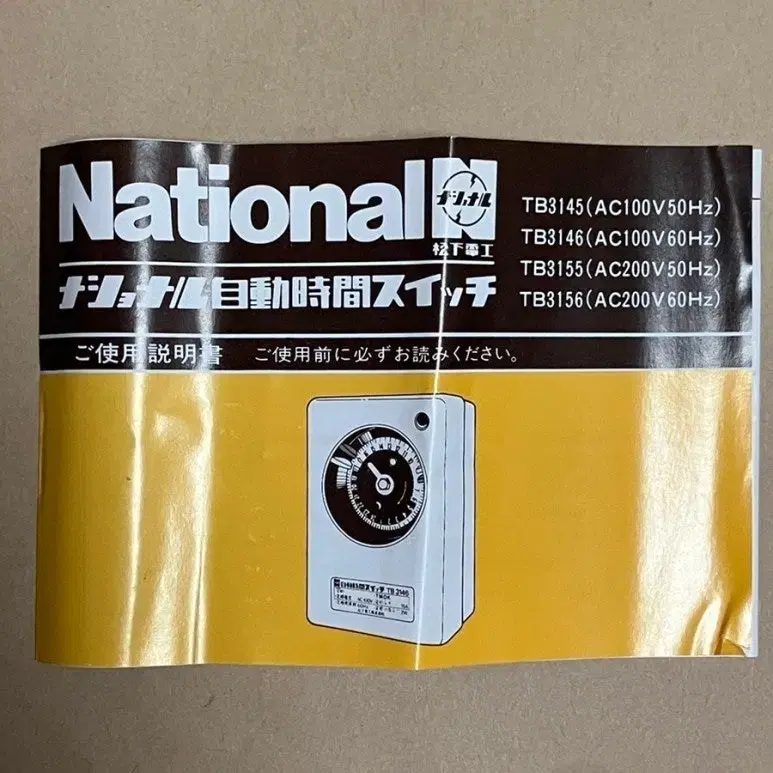 National
ナショナル
松下電工
ナショナル自動時間スイッチ
TB3145(AC100V50Hz)
TB3146(AC100V60Hz)
TB3155(AC200V50Hz)
TB3156(AC200V60Hz)
ご使用説明書 ご使用前に必ずお読みください。
自動時間スイッチ TB 3146